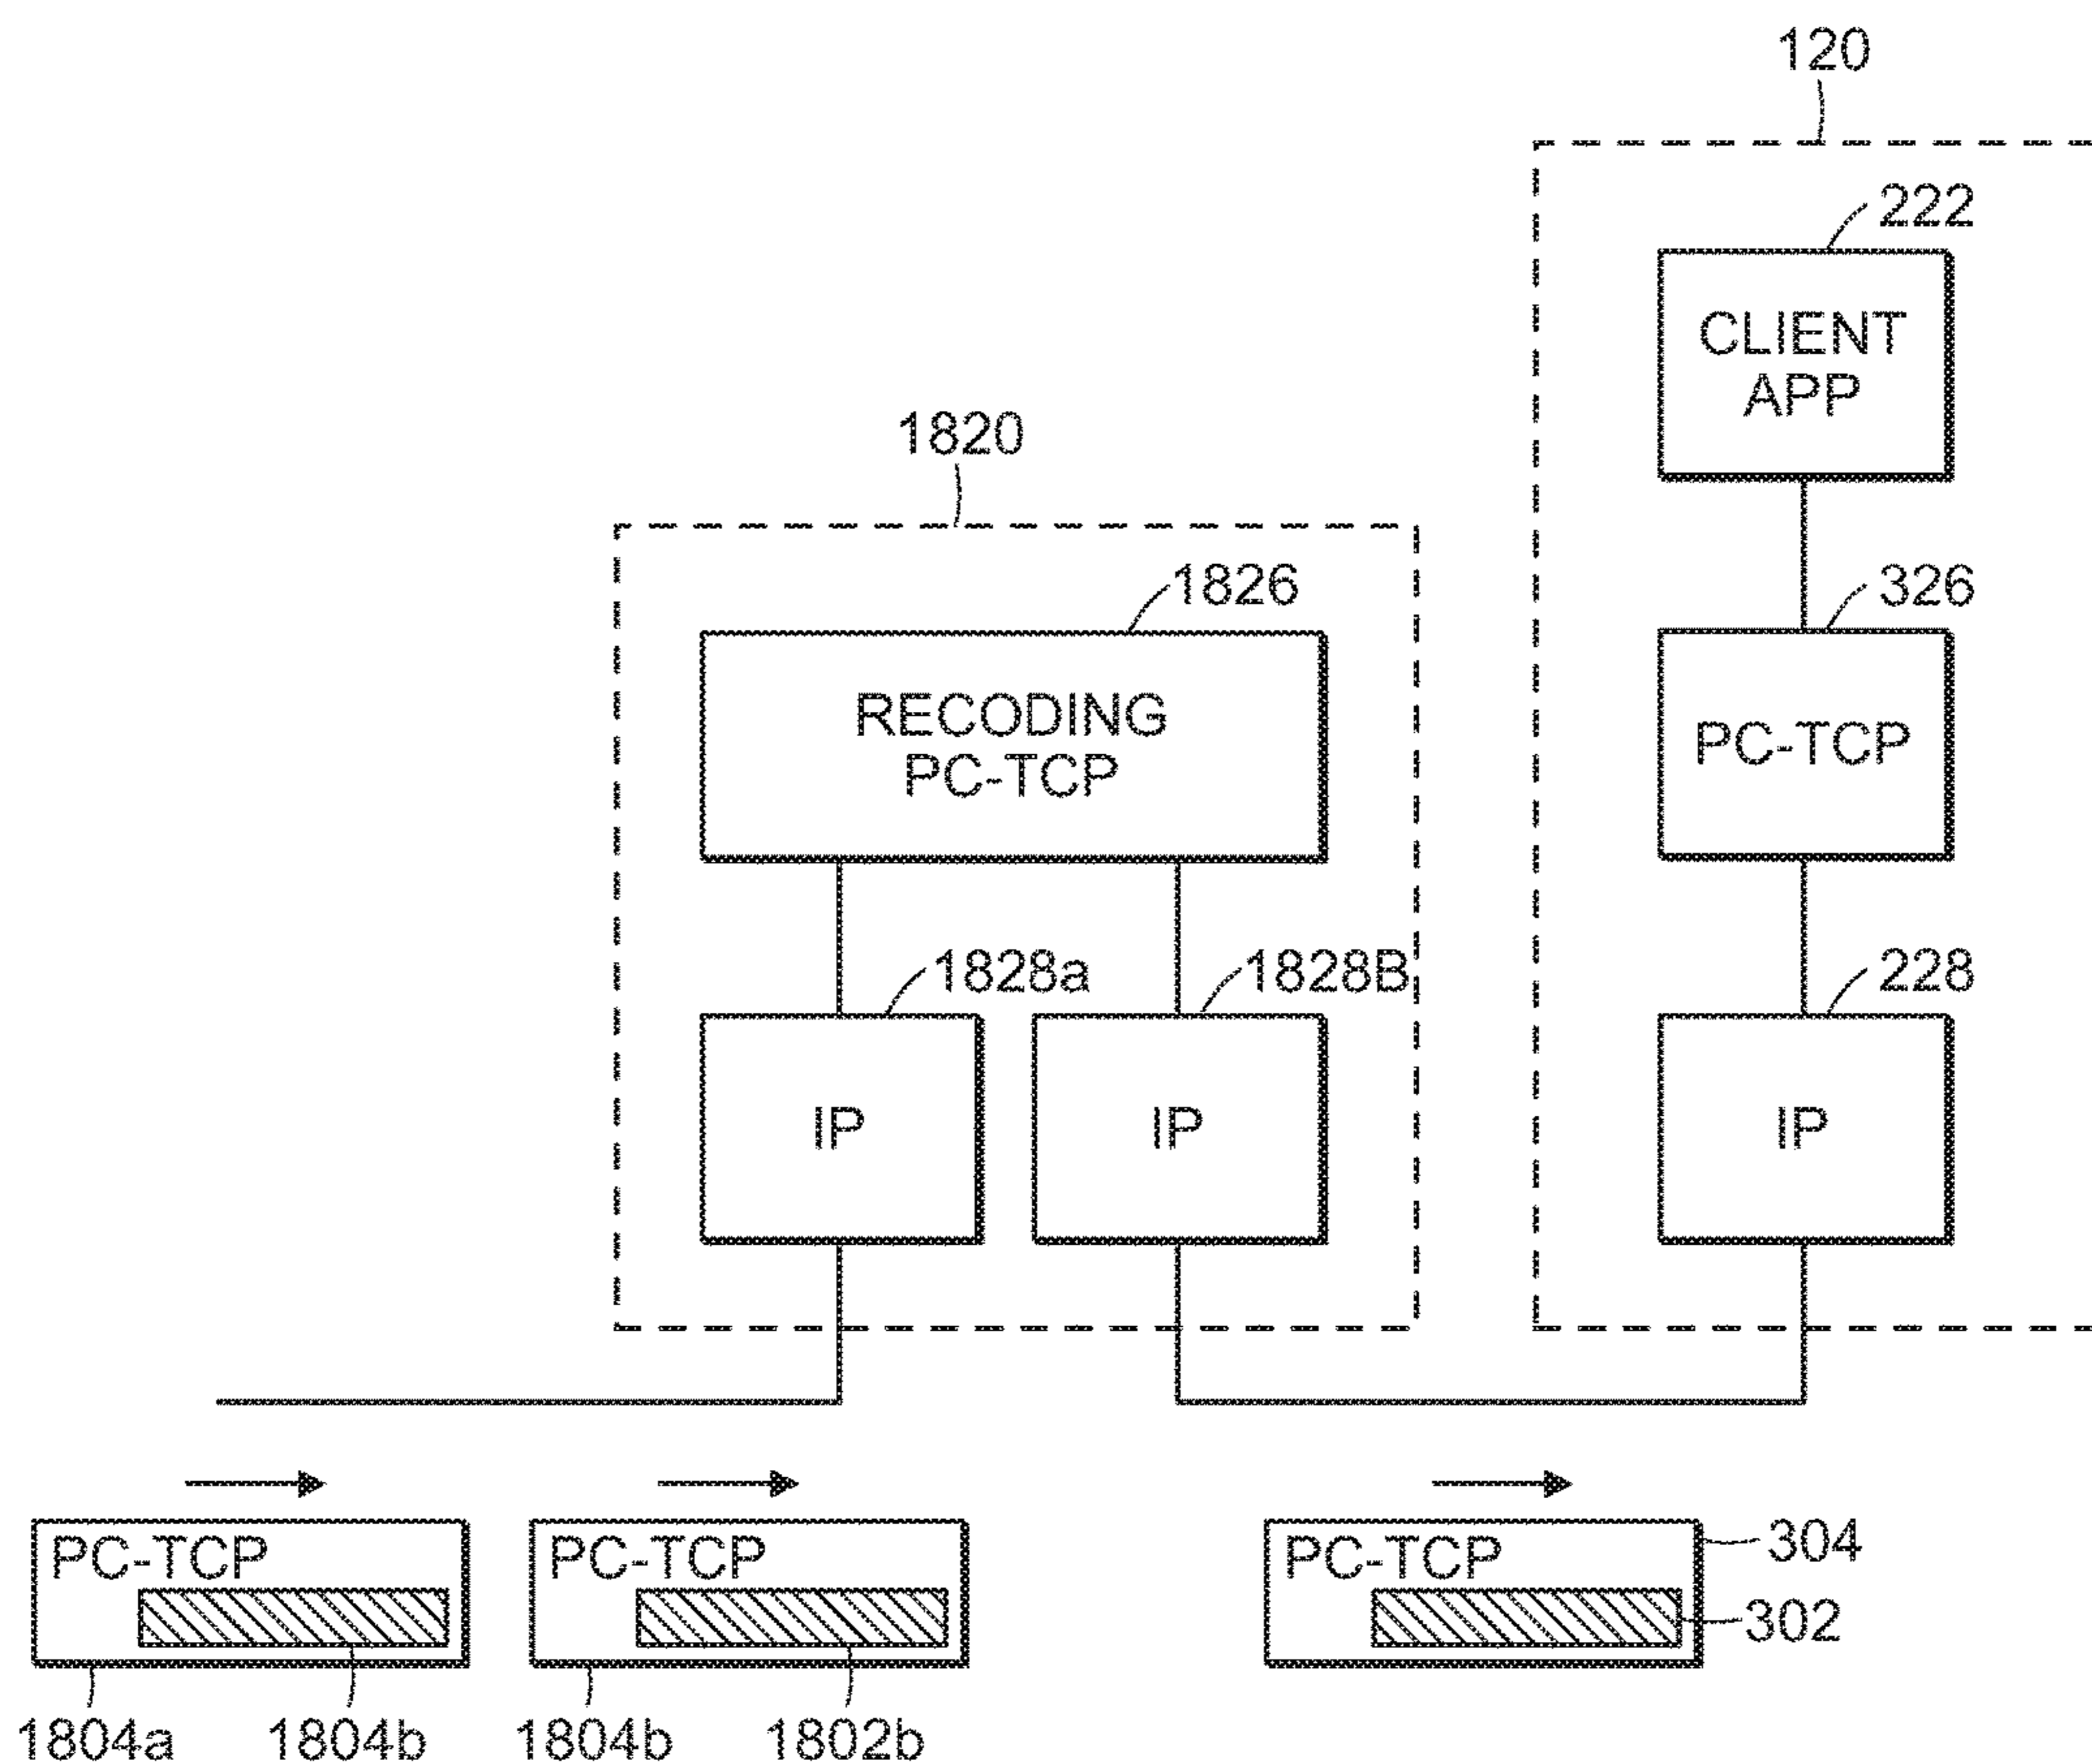 120
222
CLIENT
APP
1820
1826
326
RECODING
PC-TCP
PC-TCP
1828a
1828B
228
IP
IP
IP
PC-TCP
PC-TCP
PC-TCP
304
302
1804a
1804b
1804b
1802b